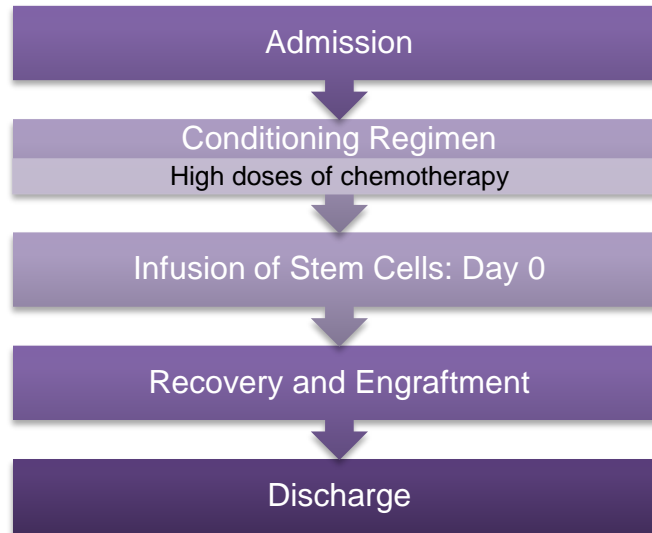 Admission
Conditioning Regimen
High doses of chemotherapy
Infusion of Stem Cells: Day 0
Recovery and Engraftment
Discharge